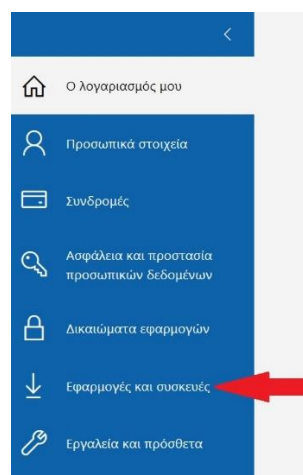 Ο λογαριασμός μου
Προσωπικά στοιχεία
Συνδρομές
Ασφάλεια και προστασία
προσωπικών δεδομένων
Δικαιώματα εφαρμογών
Εφαρμογές και συσκευές
Εργαλεία και πρόσθετα